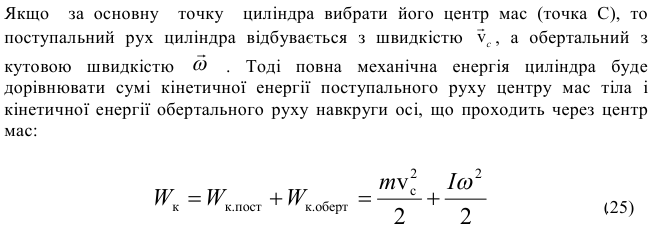 Якщо за основну точку циліндра вибрати його центр мас (точка С), то
поступальний рух циліндра відбувається з швидкістю $\vec{v}_c$, а обертальний з
кутовою швидкістю $\vec{\omega}$ . Тоді повна механічна енергія циліндра буде
дорівнювати сумі кінетичної енергії поступального руху центру мас тіла і
кінетичної енергії обертального руху навкруги осі, що проходить через центр
мас:
$W_{\text{к}} = W_{\text{к.пост}} + W_{\text{к.оберт}} = \frac{m v_{\text{с}}^2}{2} + \frac{I\omega^2}{2}$ (.25)